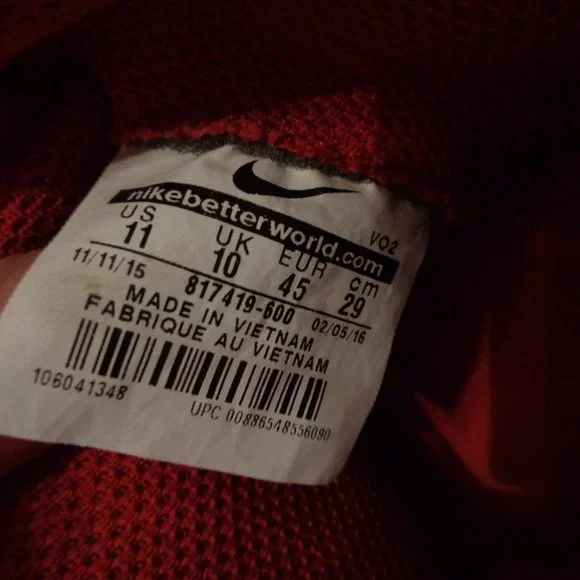 nikebetterworld.com
VO2
US UK EUR cm
11 10 45 29
11/11/15 817419-600 02/05/16
MADE IN VIETNAM
FABRIQUE AU VIETNAM
106041348
UPC 00886548556090